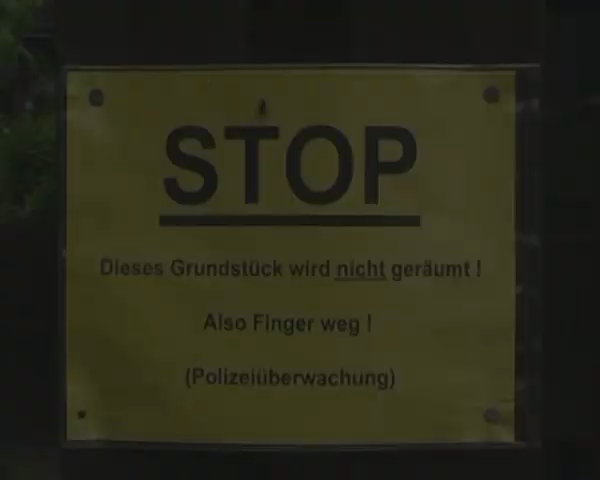 STOP
Dieses Grundstück wird nicht geräumt !
Also Finger weg !
(Polizeiüberwachung)